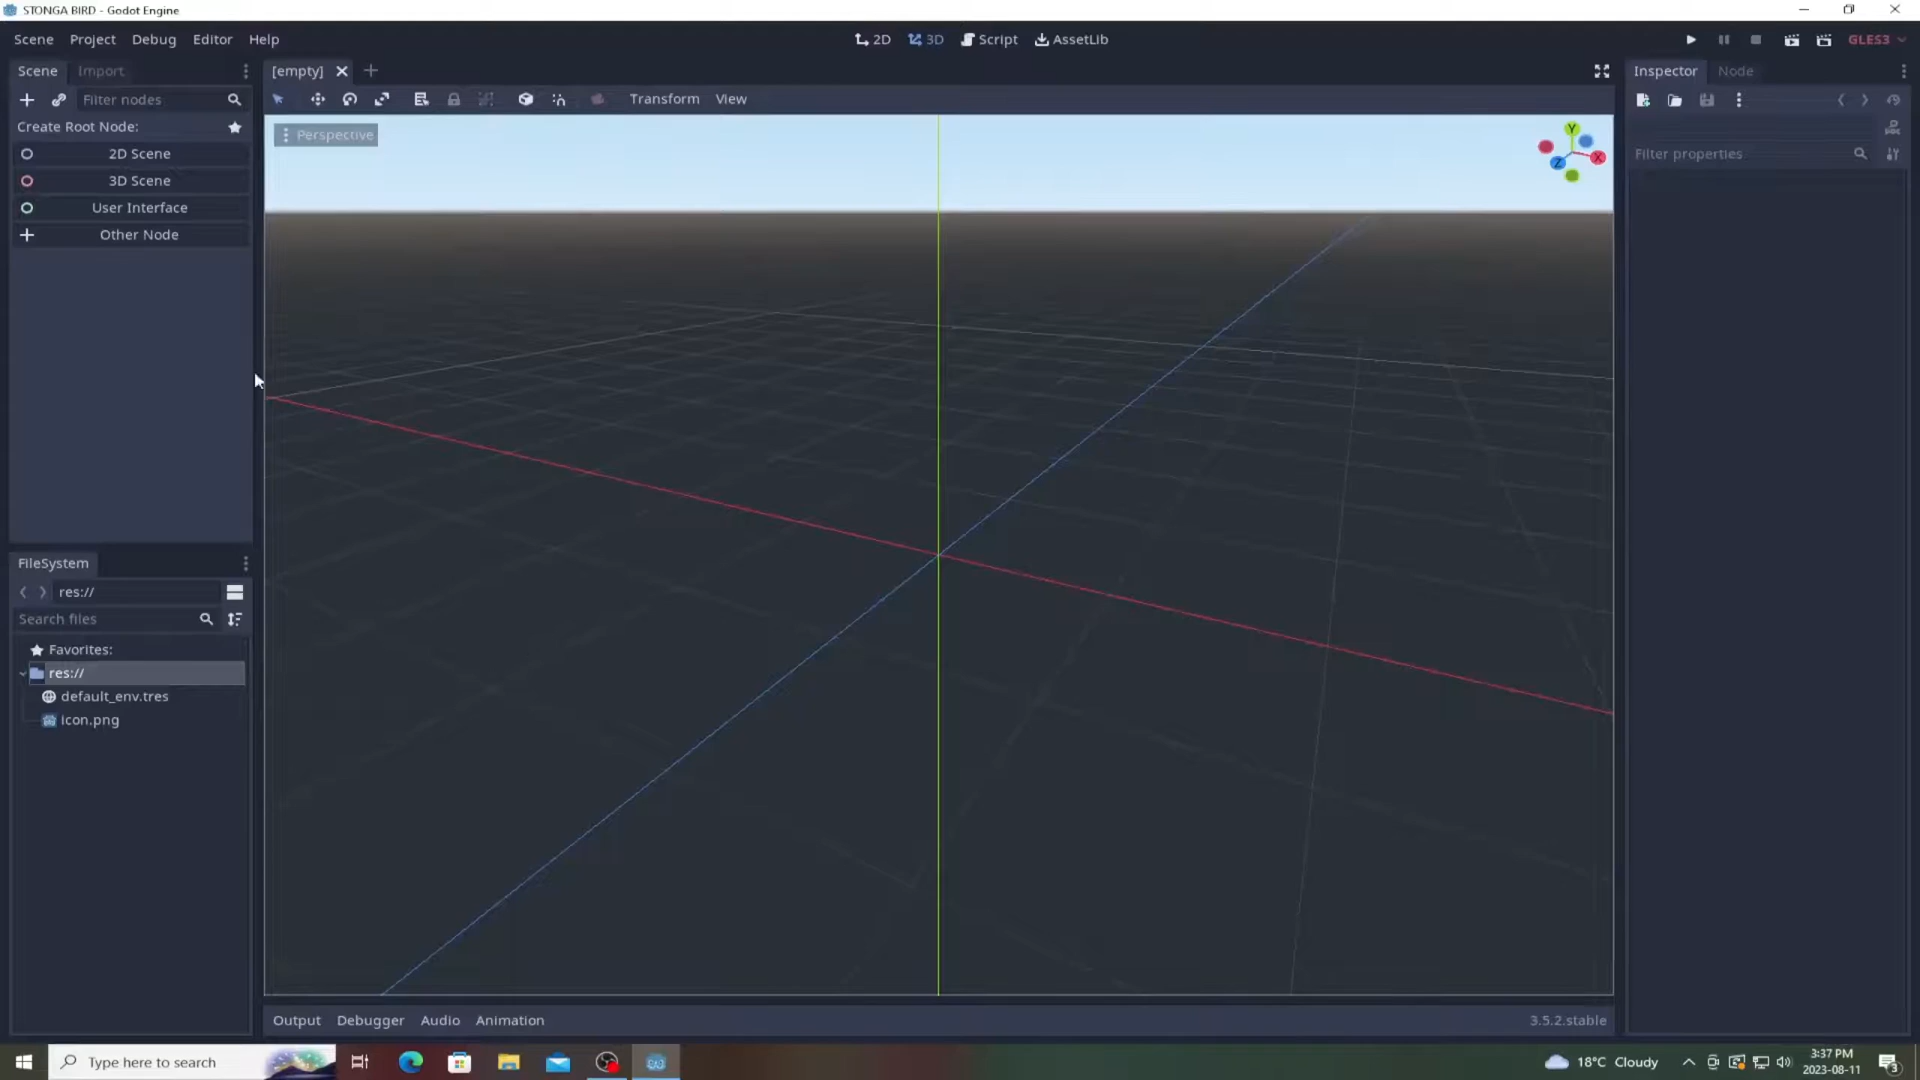 STONGA BIRD - Godot Engine
Scene Project Debug Editor Help
2D 3D Script AssetLib
GLES3
Scene Import
[empty]
Inspector Node
Filter nodes
Transform View
Create Root Node:
Perspective
Y
X
Z
2D Scene
Filter properties
3D Scene
User Interface
Other Node
FileSystem
res://
Search files
Favorites:
res://
default_env.tres
icon.png
Output Debugger Audio Animation
3.5.2.stable
Type here to search
18°C Cloudy
3:37 PM
2023-08-11
3